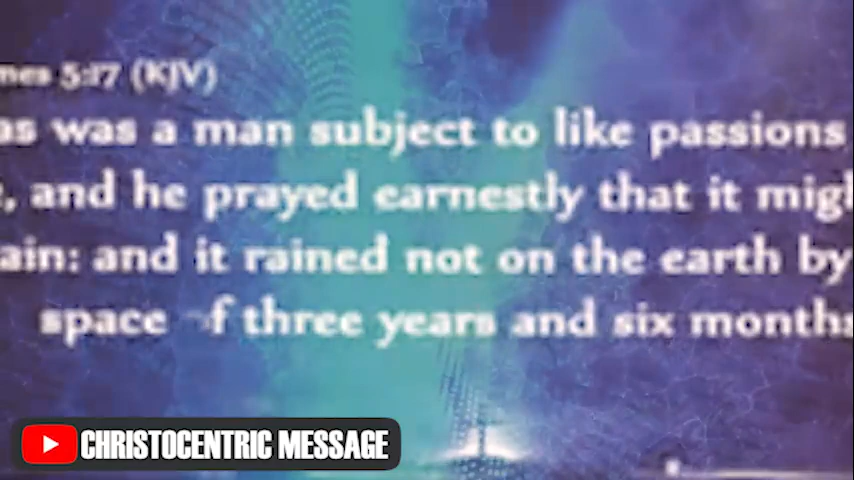 mes 5:17 (KJV)
as was a man subject to like passions
, and he prayed earnestly that it migh
ain: and it rained not on the earth by
space of three years and six months
CHRISTOCENTRIC MESSAGE